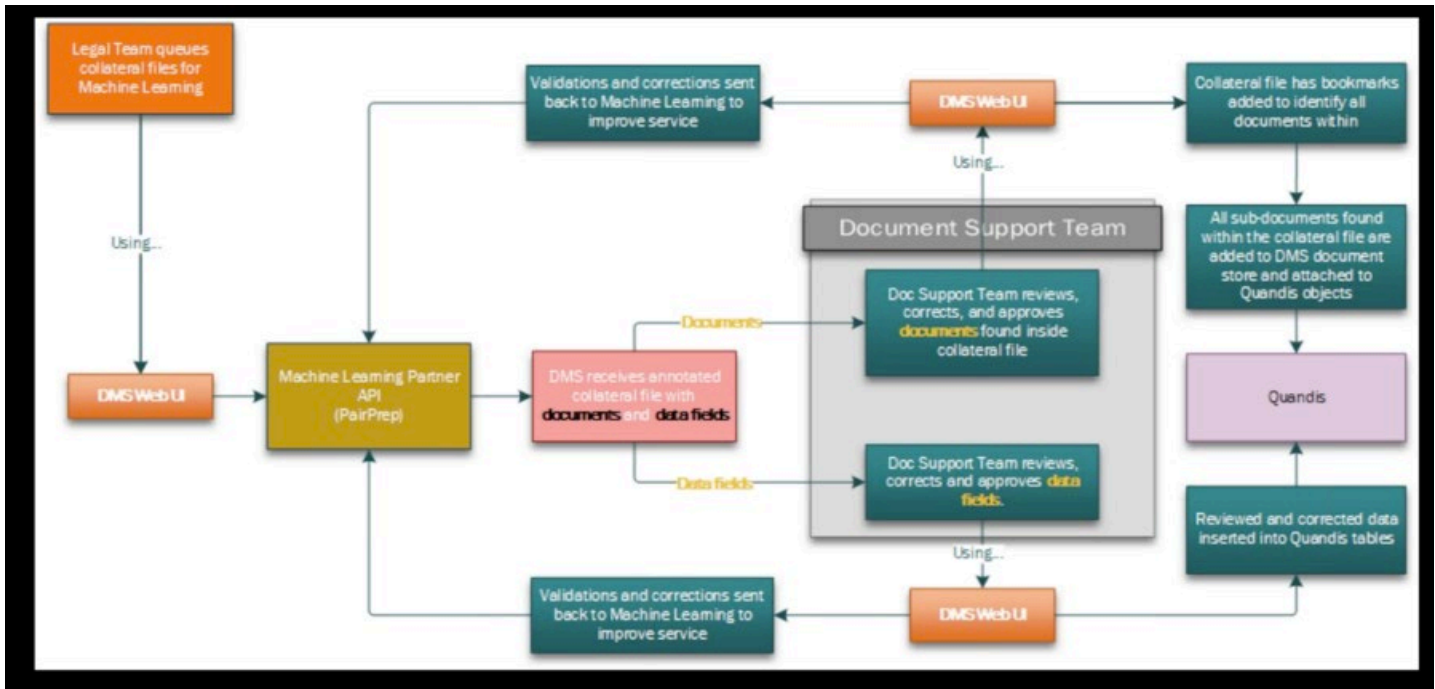 Legal Team queues
collateral files for
Machine Learning
Using...
DMS Web UI
Machine Learning Partner
API
(PairPrep)
DMS receives annotated
collateral file with
documents and data fields
Documents
Data fields
Validations and corrections sent
back to Machine Learning to
improve service
DMS Web UI
Using...
Document Support Team
Doc Support Team reviews,
corrects, and approves
documents found inside
collateral file
Doc Support Team reviews,
corrects and approves data
fields.
Using...
DMS Web UI
Validations and corrections sent
back to Machine Learning to
improve service
Collateral file has bookmarks
added to identify all
documents within
All sub-documents found
within the collateral file are
added to DMS document
store and attached to
Quandis objects
Quandis
Reviewed and corrected data
inserted into Quandis tables